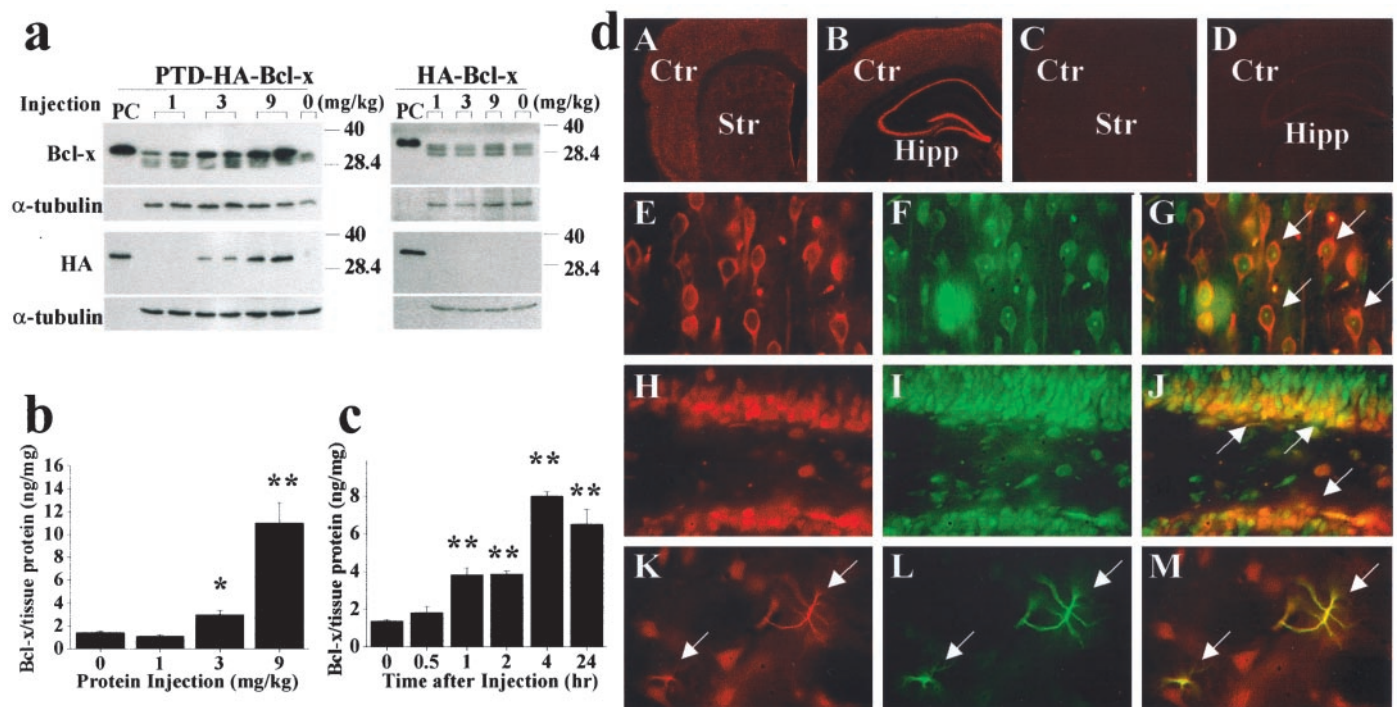 a
PTD-HA-Bcl-x
HA-Bcl-x
Injection
PC
1
3
9
0
(mg/kg)
PC
1
3
9
0
(mg/kg)
Bcl-x
40
28.4
40
28.4
α-tubulin
HA
40
28.4
40
28.4
α-tubulin
b
Bcl-x/tissue protein (ng/mg)
16
14
12
10
8
6
4
2
0
*
**
0 1 3 9
Protein Injection (mg/kg)
c
Bcl-x/tissue protein (ng/mg)
8
6
4
2
0
**
**
**
**
0 0.5 1 2 4 24
Time after Injection (hr)
d
A
Ctr
Str
B
Ctr
Hipp
C
Ctr
Str
D
Ctr
Hipp
E
F
G
H
I
J
K
L
M